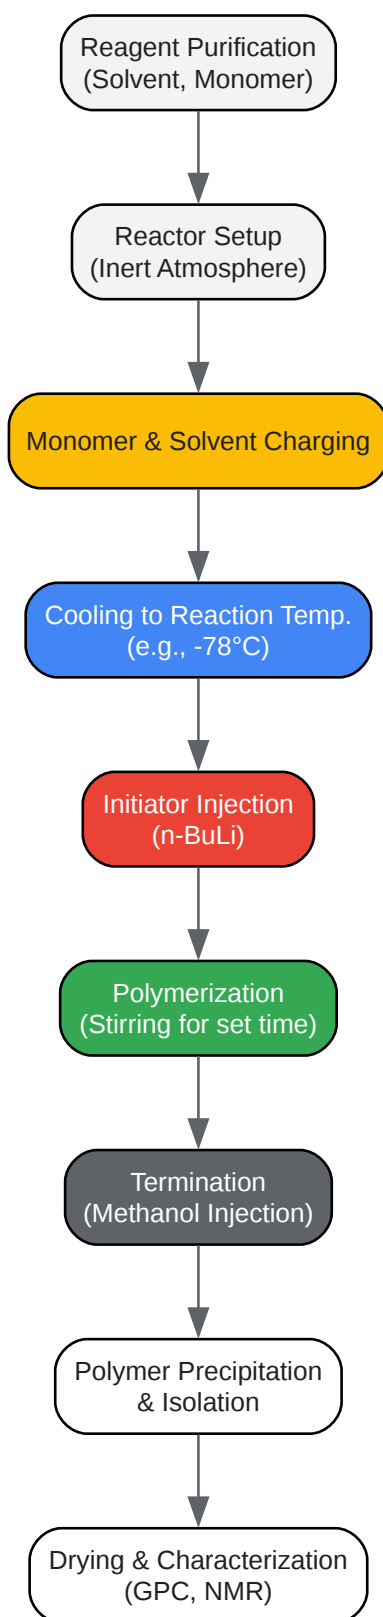 Reagent Purification
(Solvent, Monomer)
Reactor Setup
(Inert Atmosphere)
Monomer & Solvent Charging
Cooling to Reaction Temp.
(e.g., -78°C)
Initiator Injection
(n-BuLi)
Polymerization
(Stirring for set time)
Termination
(Methanol Injection)
Polymer Precipitation
& Isolation
Drying & Characterization
(GPC, NMR)